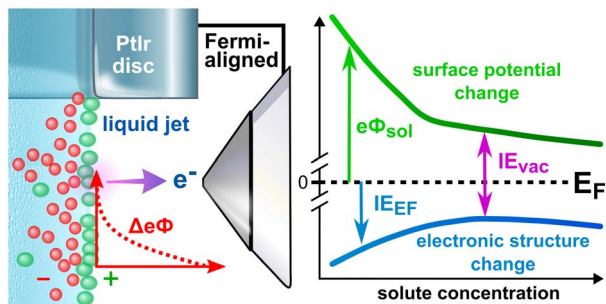 PtIr
disc
Fermi-
aligned
liquid jet
e-
ΔeΦ
− +
surface potential
change
eΦsol
IEvac
0
EF
IEEF
electronic structure
change
solute concentration